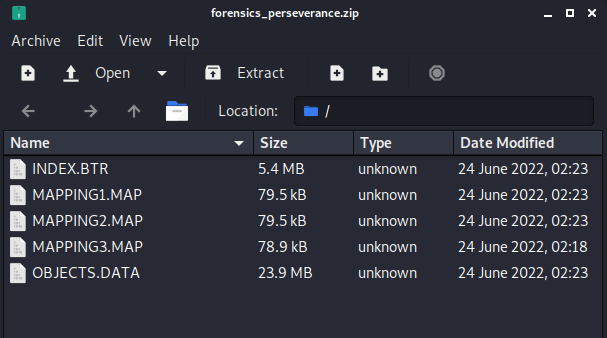 forensics_perseverance.zip
Archive Edit View Help
Open Extract
Location: /
Name Size Type Date Modified
INDEX.BTR 5.4 MB unknown 24 June 2022, 02:23
MAPPING1.MAP 79.5 kB unknown 24 June 2022, 02:23
MAPPING2.MAP 79.5 kB unknown 24 June 2022, 02:23
MAPPING3.MAP 78.9 kB unknown 24 June 2022, 02:18
OBJECTS.DATA 23.9 MB unknown 24 June 2022, 02:23